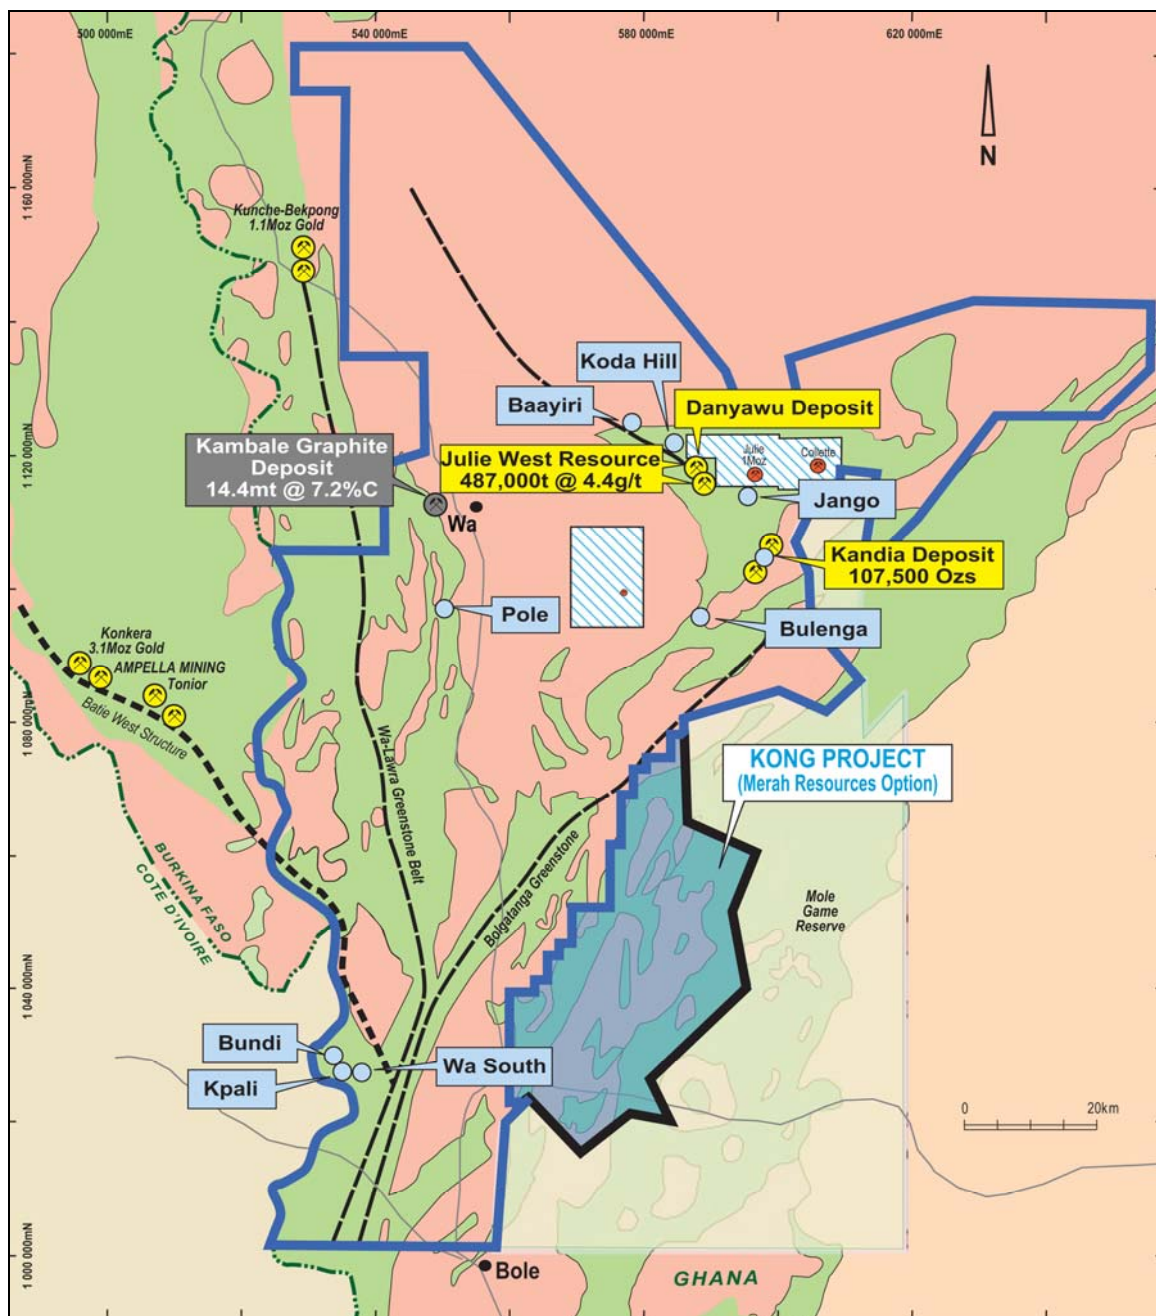 500 000mE
540 000mE
580 000mE
620 000mE
N
1 160 000mN
Kunche-Bekpong
1.1Moz Gold
Koda Hill
Baayiri
Danyawu Deposit
Kambale Graphite
Deposit
14.4mt @ 7.2%C
Julie West Resource
487,000t @ 4.4g/t
Julie
1Moz
Collette
1 120 000mN
Jango
Wa
Kandia Deposit
107,500 Ozs
Pole
Bulenga
Konkera
3.1Moz Gold
AMPELLA MINING
Tonior
Batie West Structure
1 080 000mN
Wa-Lawra Greenstone Belt
KONG PROJECT
(Merah Resources Option)
Bolgatanga Greenstone
BURKINA FASO
COTE D'IVOIRE
Mole
Game
Reserve
1 040 000mN
Bundi
Wa South
Kpali
0
20km
1 000 000mN
Bole
GHANA